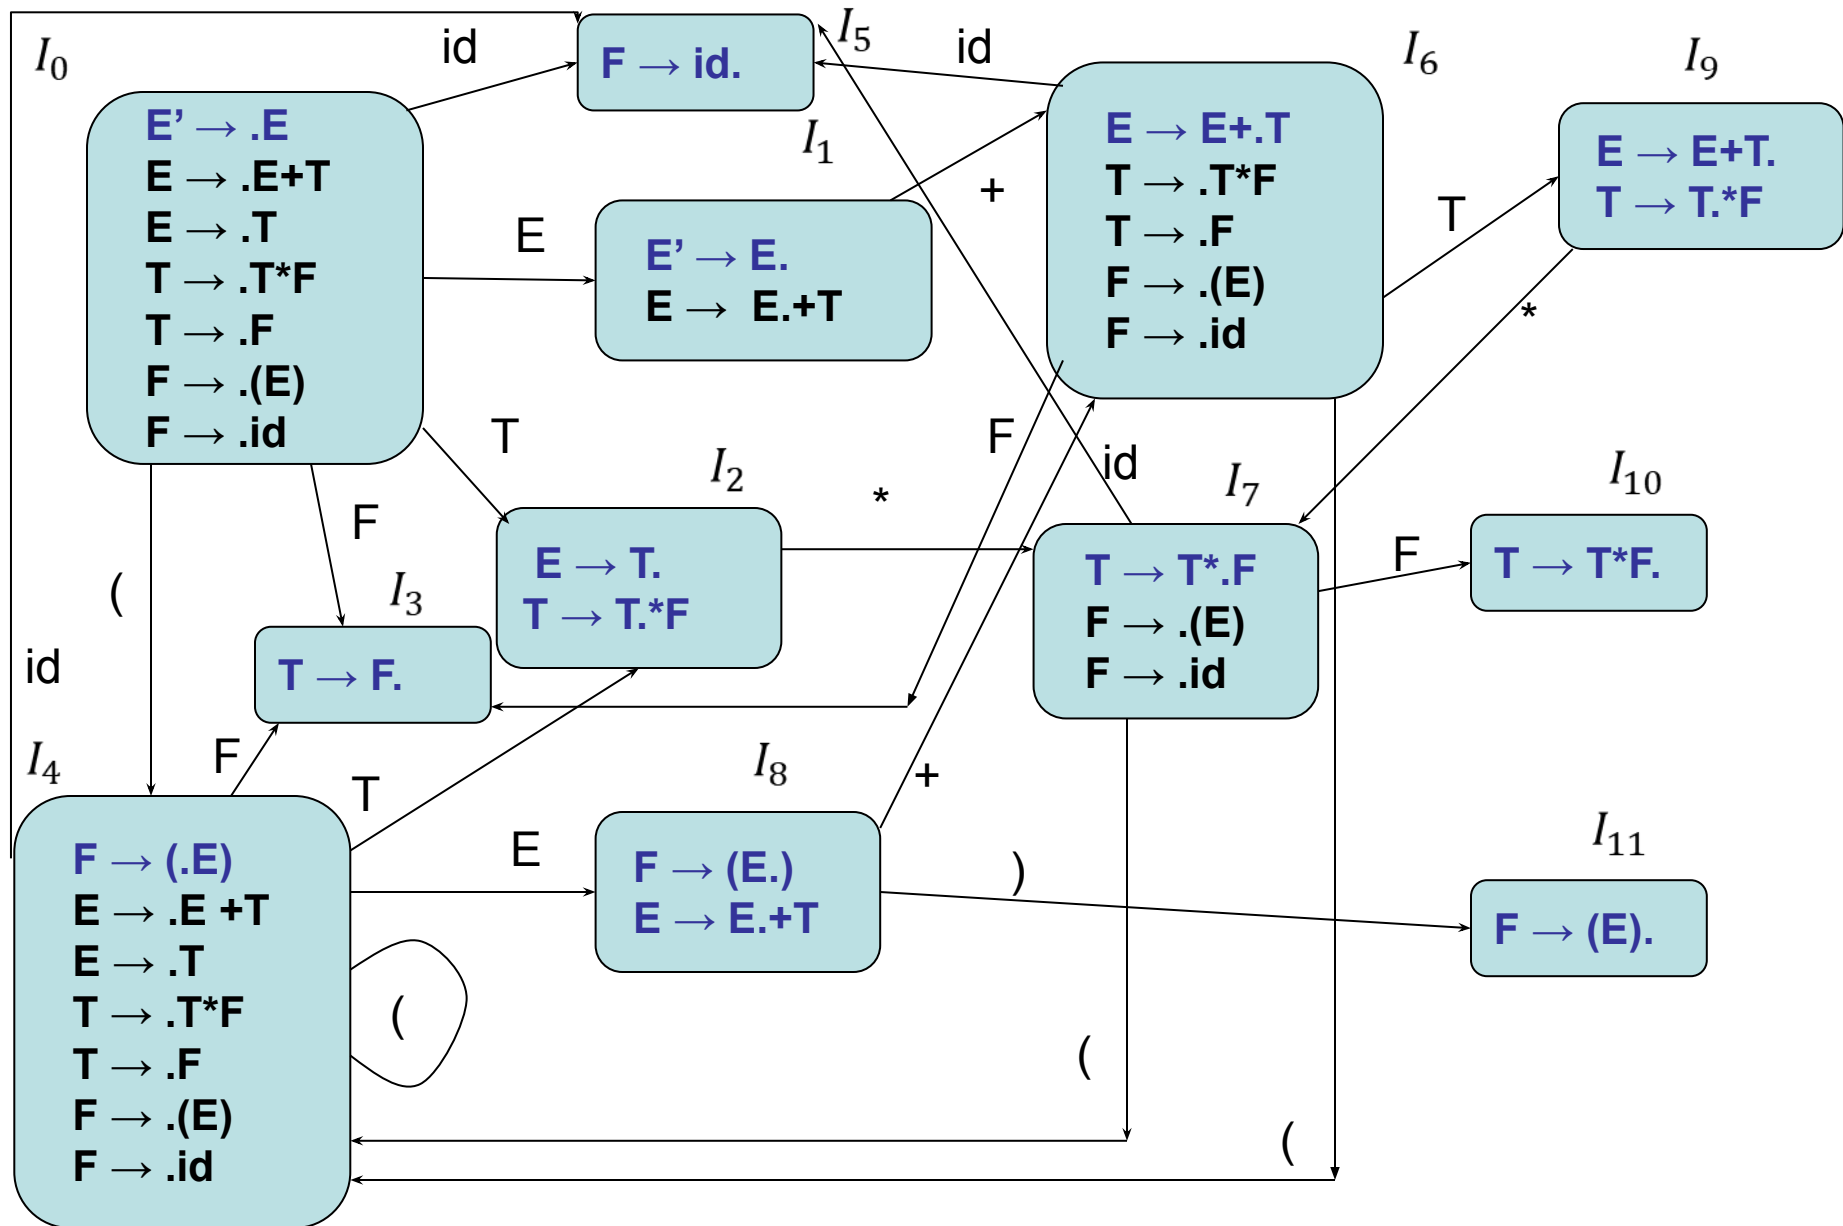 I₀
id
F → id.
I₅
id
I₆
I₉
E’ → .E
E → .E+T
E → .T
T → .T*F
T → .F
F → .(E)
F → .id
I₁
E
E’ → E.
E → E.+T
+
E → E+.T
T → .T*F
T → .F
F → .(E)
F → .id
T
E → E+T.
T → T.*F
*
T
I₂
*
F
id
I₇
I₁₀
F
(
I₃
E → T.
T → T.*F
T → T*.F
F → .(E)
F → .id
F
T → T*F.
id
T → F.
I₄
F
T
I₈
+
I₁₁
F → (.E)
E → .E +T
E → .T
T → .T*F
T → .F
F → .(E)
F → .id
E
F → (E.)
E → E.+T
)
F → (E).
(
(
(